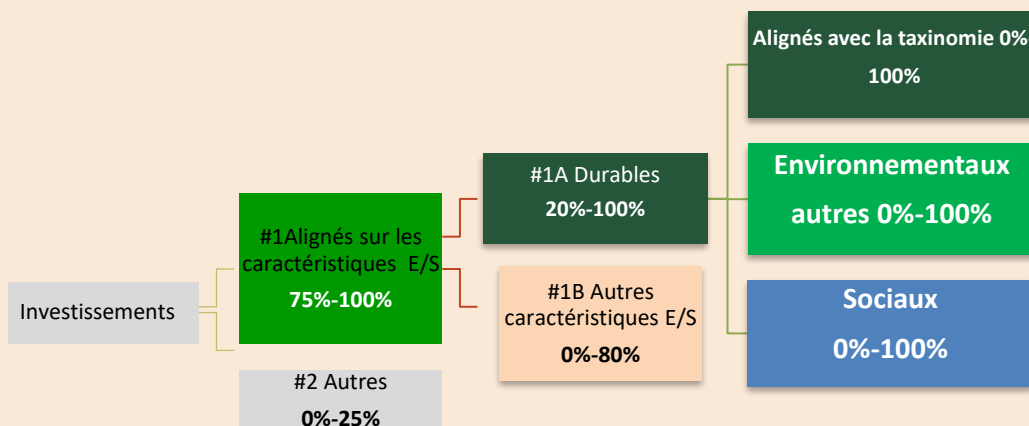 Investissements
#1Alignés sur les
caractéristiques E/S
75%-100%
#2 Autres
0%-25%
#1A Durables
20%-100%
#1B Autres
caractéristiques E/S
0%-80%
Alignés avec la taxinomie 0%-
100%
Environnementaux
autres 0%-100%
Sociaux
0%-100%